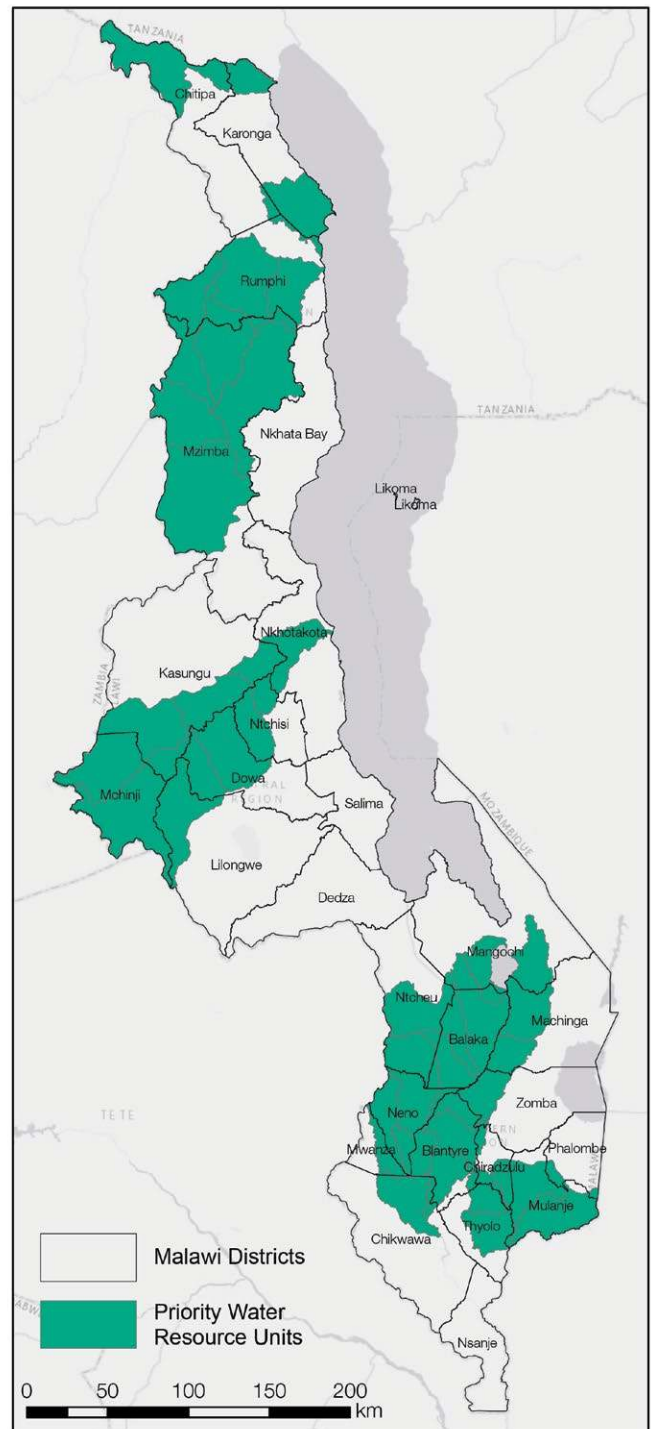 TANZANIA
Chitipa
Karonga
Rumphi
Nkhata Bay
TANZANIA
Mzimba
Likoma
Likoma
Nkhotakota
Kasungu
ZAMBIA
Ntchisi
Dowa
REGION
Mchinji
Salima
MOZAMBIQUE
Lilongwe
Dedza
Mangochi
Ntcheu
Machinga
Balaka
Zomba
Neno
TETE
Mwanza
Blantyre
Phalombe
Chiradzulu
Mulanje
Thyolo
Chikwawa
Malawi Districts
Priority Water
Resource Units
Nsanje
0 50 100 150 200
km